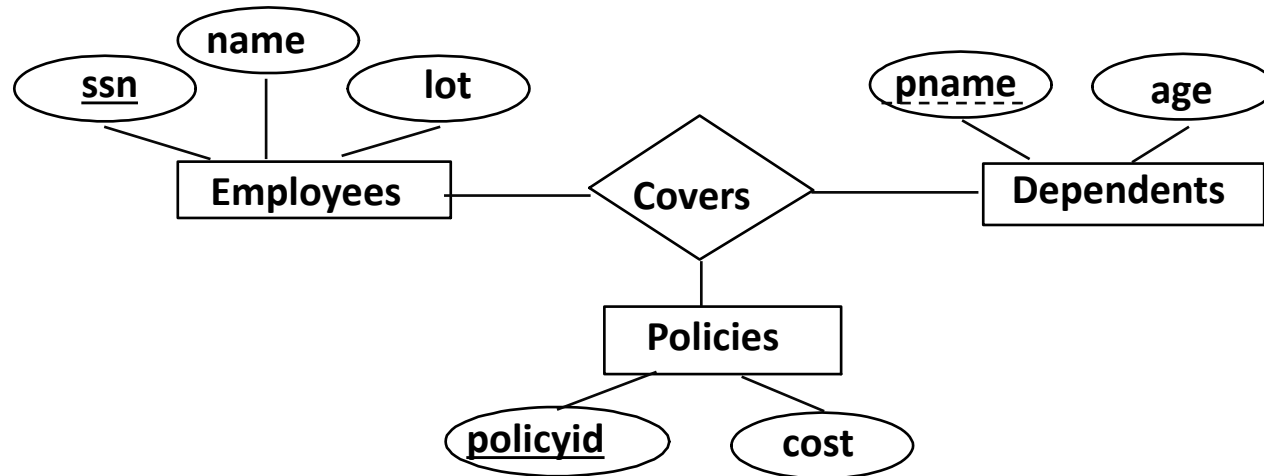 name
ssn
lot
pname
age
Employees
Covers
Dependents
Policies
policyid
cost